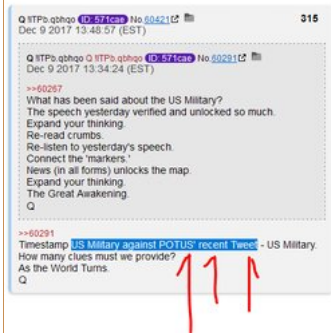 Q !ITPb.qbhqo ID: 571cae No.60421 315
Dec 9 2017 13:48:57 (EST)
Q !ITPb.qbhqo Q !ITPb.qbhqo ID: 571cae No.60291
Dec 9 2017 13:34:24 (EST)
>>60267
What has been said about the US Military?
The speech yesterday verified and unlocked so much.
Expand your thinking.
Re-read crumbs.
Re-listen to yesterday's speech.
Connect the 'markers.'
News (in all forms) unlocks the map.
Expand your thinking.
The Great Awakening.
Q
>>60291
Timestamp US Military against POTUS' recent Tweet - US Military.
How many clues must we provide?
As the World Turns.
Q